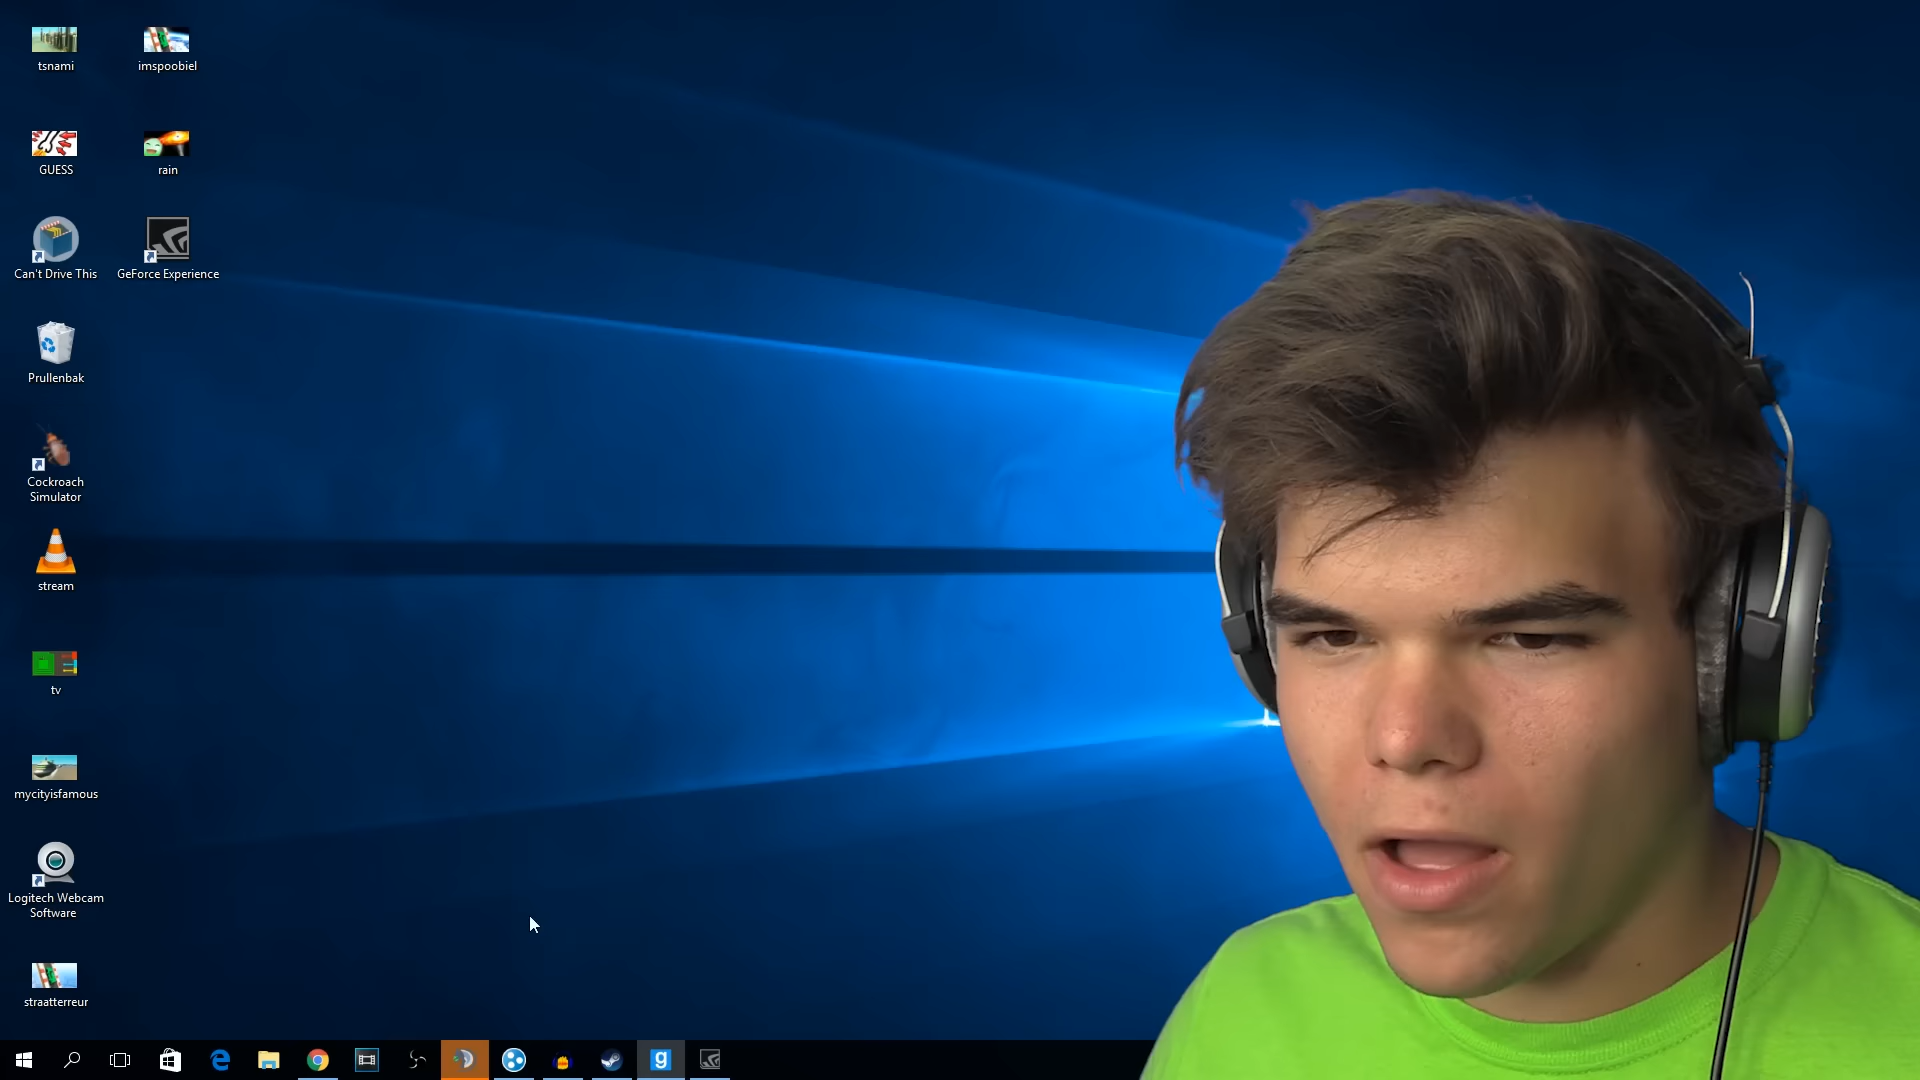 tsnami
imspoobiel
GUESS
rain
Can't Drive This
GeForce Experience
Prullenbak
Cockroach
Simulator
stream
tv
mycityisfamous
Logitech Webcam
Software
straatterreur